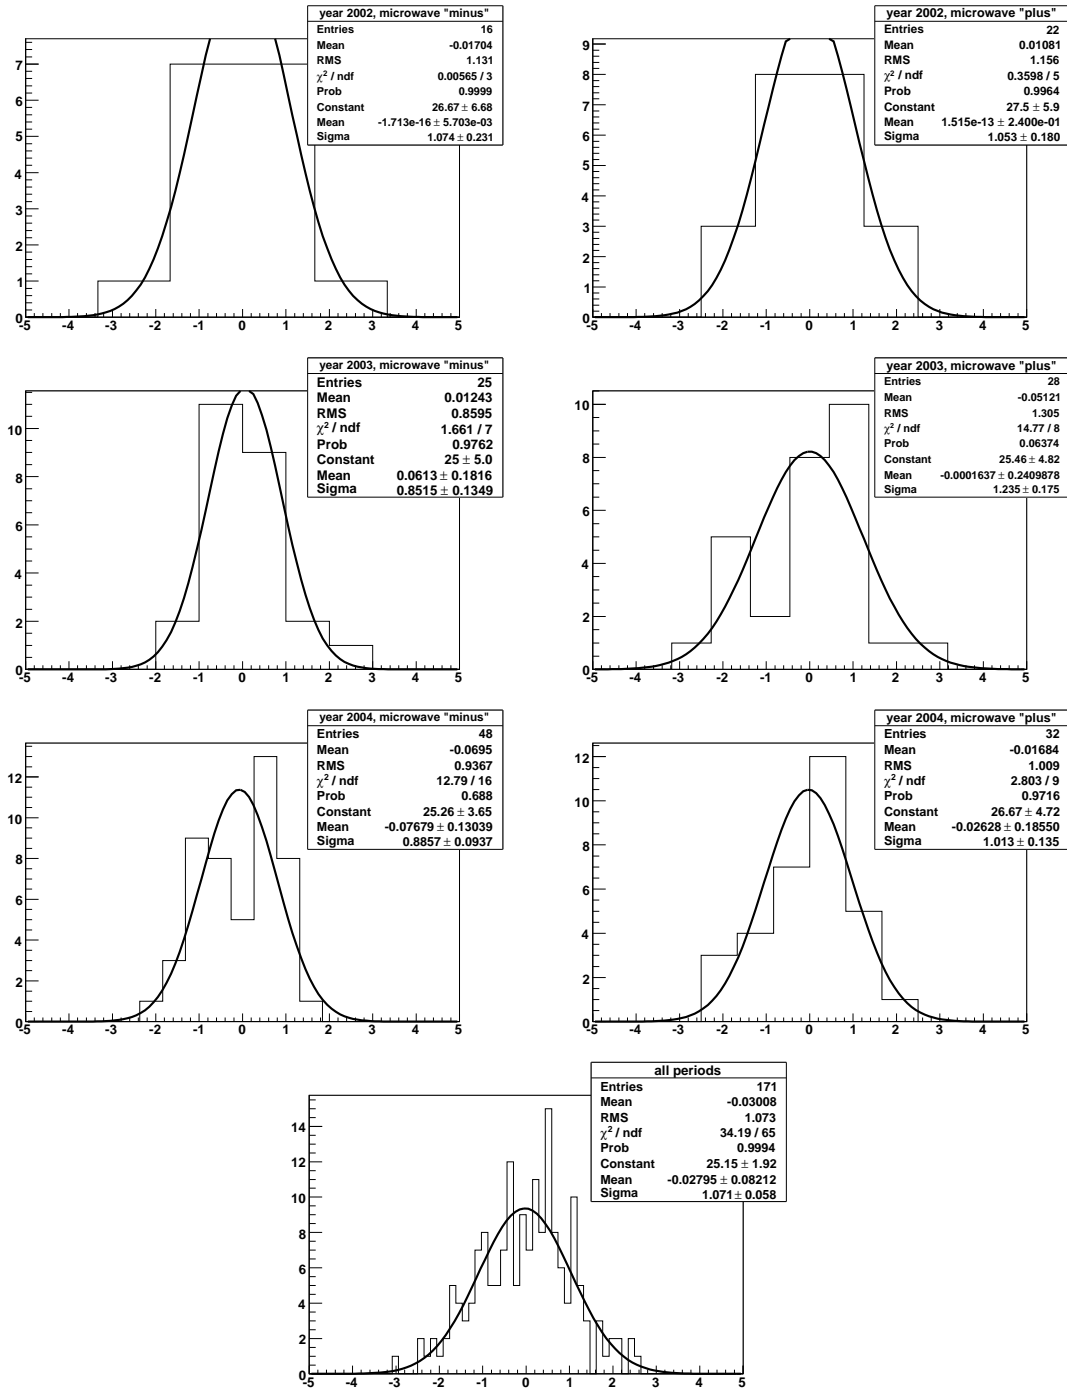 year 2002, microwave "minus"
Entries 16
Mean -0.01704
RMS 1.131
χ² / ndf 0.00565 / 3
Prob 0.9999
Constant 26.67 ± 6.68
Mean -1.713e-16 ± 5.703e-03
Sigma 1.074 ± 0.231
7
6
5
4
3
2
1
0
-5 -4 -3 -2 -1 0 1 2 3 4 5
year 2002, microwave "plus"
Entries 22
Mean 0.01081
RMS 1.156
χ² / ndf 0.3598 / 5
Prob 0.9964
Constant 27.5 ± 5.9
Mean 1.515e-13 ± 2.400e-01
Sigma 1.053 ± 0.180
9
8
7
6
5
4
3
2
1
0
-5 -4 -3 -2 -1 0 1 2 3 4 5
year 2003, microwave "minus"
Entries 25
Mean 0.01243
RMS 0.8595
χ² / ndf 1.661 / 7
Prob 0.9762
Constant 25 ± 5.0
Mean 0.0613 ± 0.1816
Sigma 0.8515 ± 0.1349
10
8
6
4
2
0
-5 -4 -3 -2 -1 0 1 2 3 4 5
year 2003, microwave "plus"
Entries 28
Mean -0.05121
RMS 1.305
χ² / ndf 14.77 / 8
Prob 0.06374
Constant 25.46 ± 4.82
Mean -0.0001637 ± 0.2409878
Sigma 1.235 ± 0.175
10
8
6
4
2
0
-5 -4 -3 -2 -1 0 1 2 3 4 5
year 2004, microwave "minus"
Entries 48
Mean -0.0695
RMS 0.9367
χ² / ndf 12.79 / 16
Prob 0.688
Constant 25.26 ± 3.65
Mean -0.07679 ± 0.13039
Sigma 0.8857 ± 0.0937
12
10
8
6
4
2
0
-5 -4 -3 -2 -1 0 1 2 3 4 5
year 2004, microwave "plus"
Entries 32
Mean -0.01684
RMS 1.009
χ² / ndf 2.803 / 9
Prob 0.9716
Constant 26.67 ± 4.72
Mean -0.02628 ± 0.18550
Sigma 1.013 ± 0.135
12
10
8
6
4
2
0
-5 -4 -3 -2 -1 0 1 2 3 4 5
all periods
Entries 171
Mean -0.03008
RMS 1.073
χ² / ndf 34.19 / 65
Prob 0.9994
Constant 25.15 ± 1.92
Mean -0.02795 ± 0.08212
Sigma 1.071 ± 0.058
14
12
10
8
6
4
2
0
-5 -4 -3 -2 -1 0 1 2 3 4 5